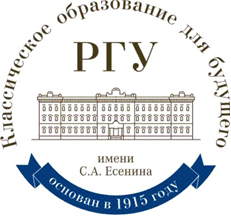 Классическое образование для будущего
РГУ
имени
С.А. Есенина
основан в 1915 году